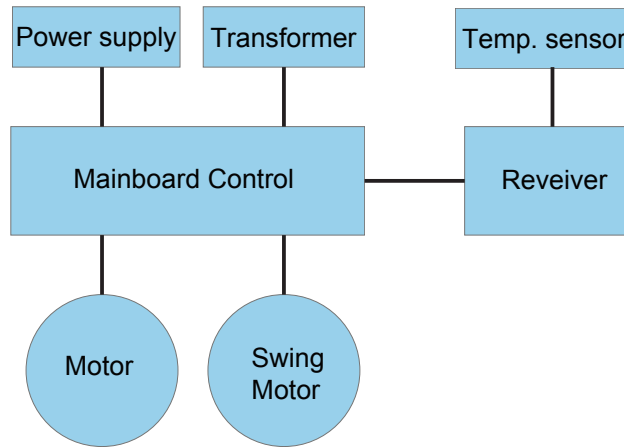 Power supply
Transformer
Temp. sensor
Mainboard Control
Reveiver
Motor
Swing
Motor